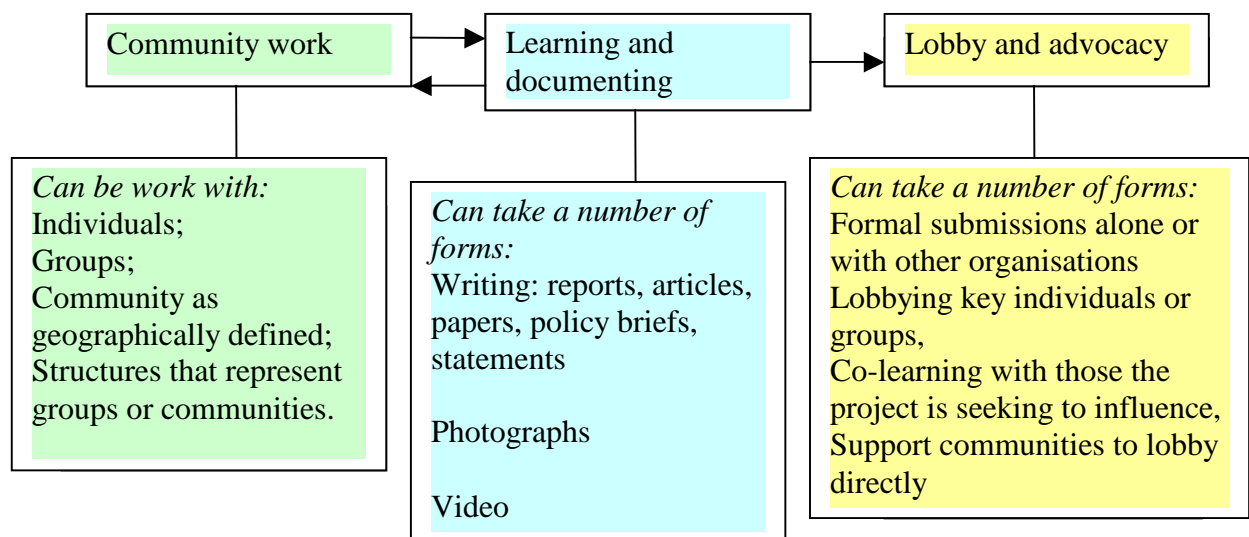 Community work
Learning and
documenting
Lobby and advocacy
Can be work with:
Individuals;
Groups;
Community as
geographically defined;
Structures that represent
groups or communities.
Can take a number of
forms:
Writing: reports, articles,
papers, policy briefs,
statements
Photographs
Video
Can take a number of forms:
Formal submissions alone or
with other organisations
Lobbying key individuals or
groups,
Co-learning with those the
project is seeking to influence,
Support communities to lobby
directly